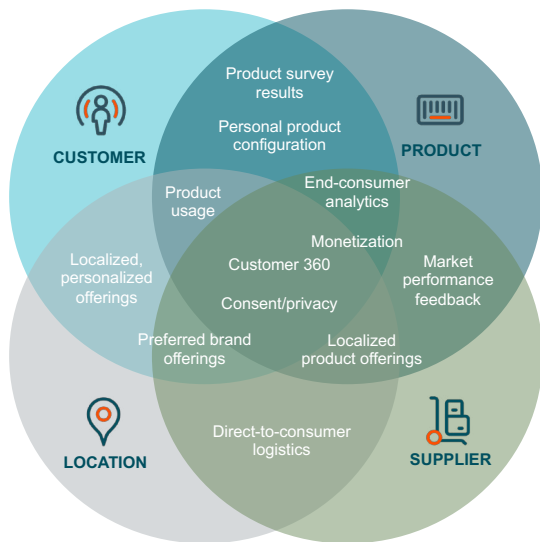 Product survey
results
Personal product
configuration
CUSTOMER
PRODUCT
Product
usage
End-consumer
analytics
Monetization
Localized,
personalized
offerings
Customer 360
Market
performance
feedback
Consent/privacy
Preferred brand
offerings
Localized
product offerings
Direct-to-consumer
logistics
LOCATION
SUPPLIER